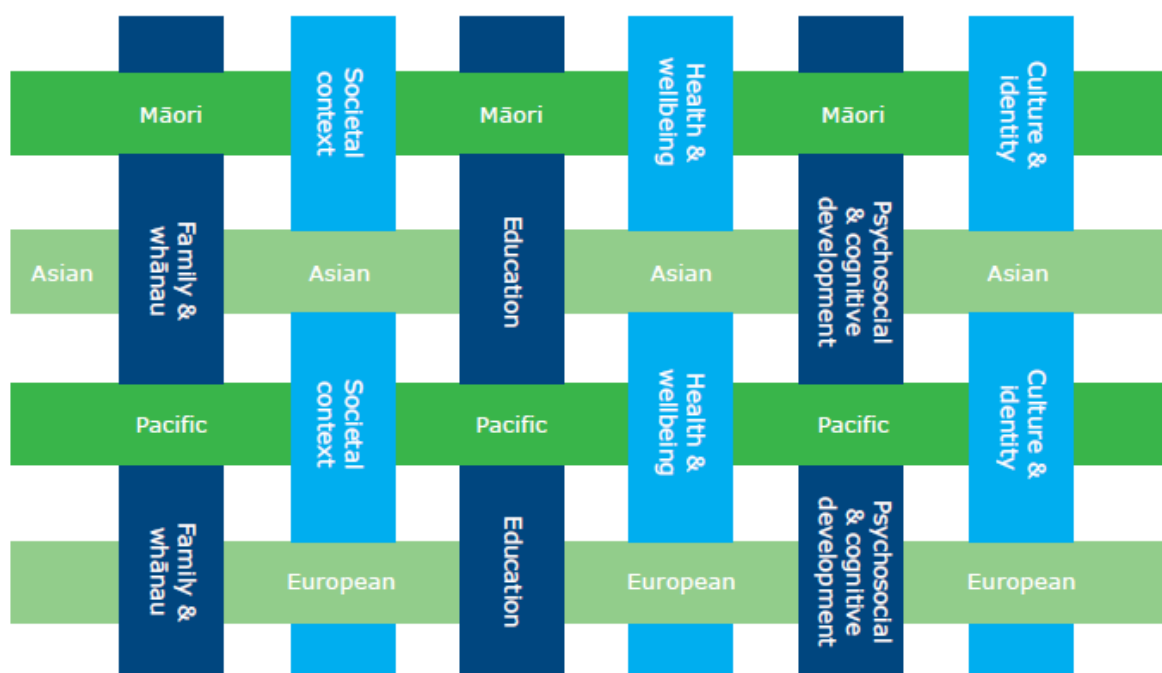 Māori
Societal
context
Māori
Health &
wellbeing
Māori
Culture &
identity
Asian
Family &
whānau
Asian
Education
Asian
Psychosocial
& cognitive
development
Asian
Pacific
Societal
context
Pacific
Health &
wellbeing
Pacific
Culture &
identity
Family &
whānau
European
Education
European
Psychosocial
& cognitive
development
European